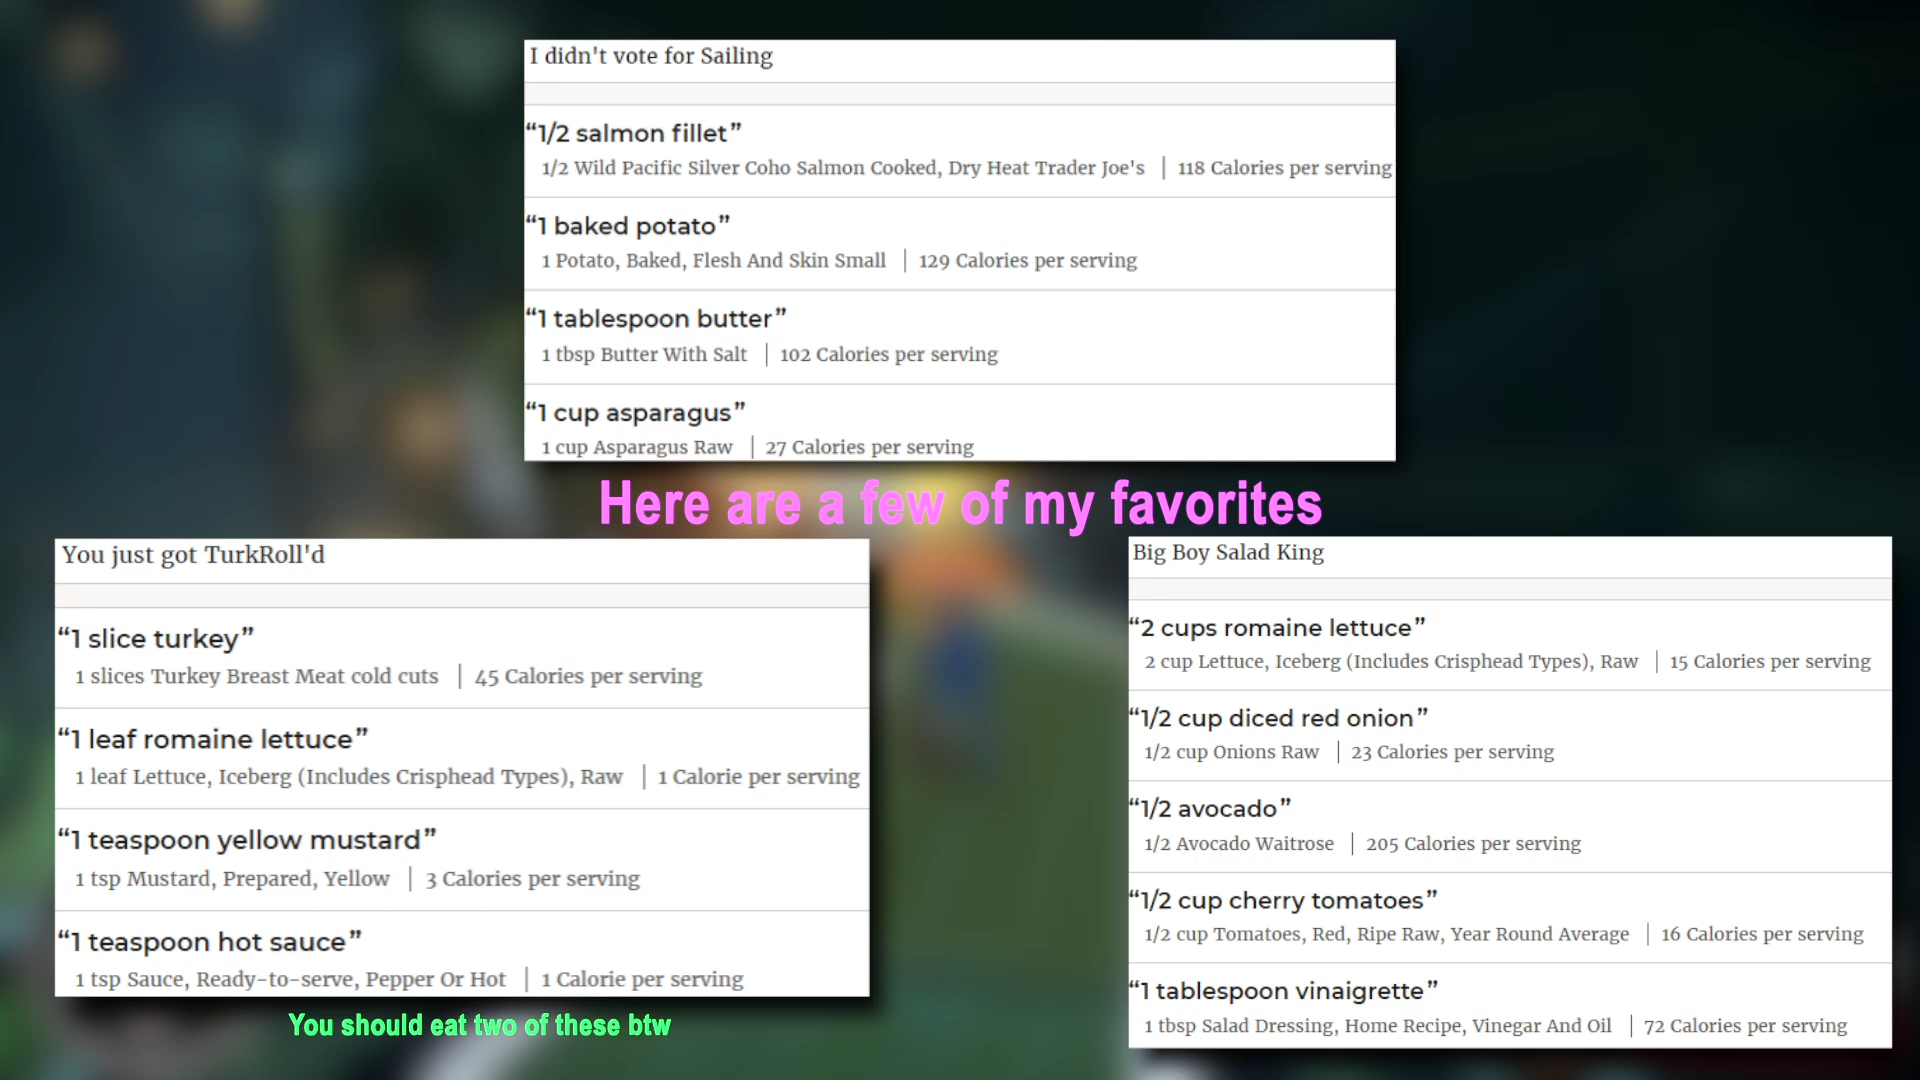 I didn't vote for Sailing
“1/2 salmon fillet”
1/2 Wild Pacific Silver Coho Salmon Cooked, Dry Heat Trader Joe's | 118 Calories per serving
“1 baked potato”
1 Potato, Baked, Flesh And Skin Small | 129 Calories per serving
“1 tablespoon butter”
1 tbsp Butter With Salt | 102 Calories per serving
“1 cup asparagus”
1 cup Asparagus Raw | 27 Calories per serving
Here are a few of my favorites
You just got TurkRoll'd
“1 slice turkey”
1 slices Turkey Breast Meat cold cuts | 45 Calories per serving
“1 leaf romaine lettuce”
1 leaf Lettuce, Iceberg (Includes Crisphead Types), Raw | 1 Calorie per serving
“1 teaspoon yellow mustard”
1 tsp Mustard, Prepared, Yellow | 3 Calories per serving
“1 teaspoon hot sauce”
1 tsp Sauce, Ready-to-serve, Pepper Or Hot | 1 Calorie per serving
You should eat two of these btw
Big Boy Salad King
“2 cups romaine lettuce”
2 cup Lettuce, Iceberg (Includes Crisphead Types), Raw | 15 Calories per serving
“1/2 cup diced red onion”
1/2 cup Onions Raw | 23 Calories per serving
“1/2 avocado”
1/2 Avocado Waitrose | 205 Calories per serving
“1/2 cup cherry tomatoes”
1/2 cup Tomatoes, Red, Ripe Raw, Year Round Average | 16 Calories per serving
“1 tablespoon vinaigrette”
1 tbsp Salad Dressing, Home Recipe, Vinegar And Oil | 72 Calories per serving